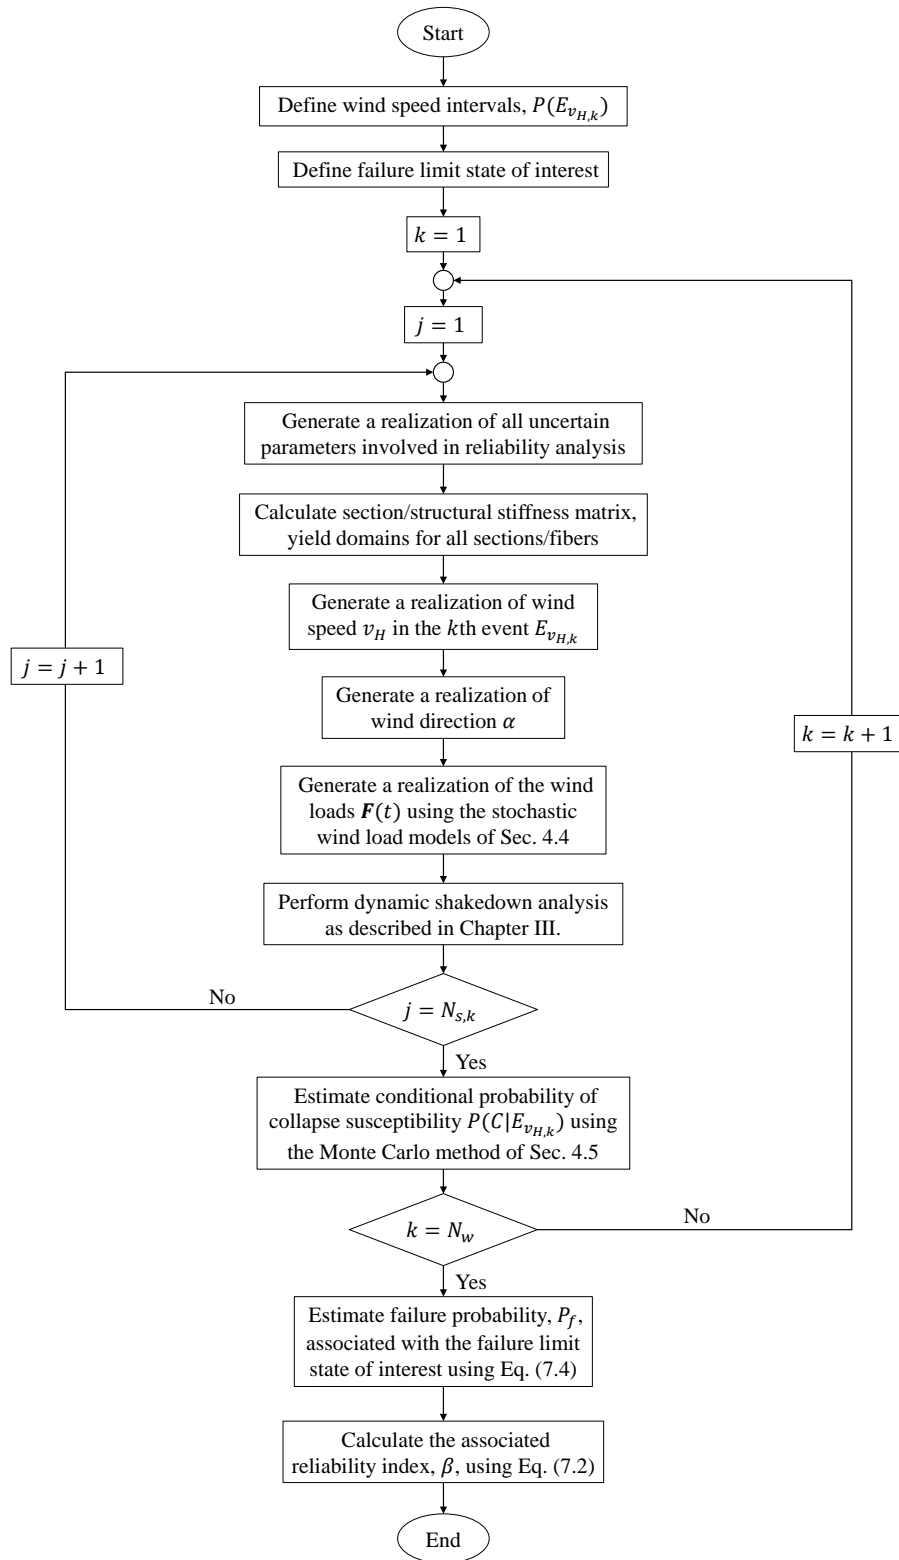 Start
Define wind speed intervals, $P(E_{v_{H,k}})$
Define failure limit state of interest
$k = 1$
$j = 1$
Generate a realization of all uncertain
parameters involved in reliability analysis
Calculate section/structural stiffness matrix,
yield domains for all sections/fibers
Generate a realization of wind
speed $v_H$ in the $k$th event $E_{v_{H,k}}$
$j = j + 1$
Generate a realization of
wind direction $\alpha$
$k = k + 1$
Generate a realization of the wind
loads $\boldsymbol{F}(t)$ using the stochastic
wind load models of Sec. 4.4
Perform dynamic shakedown analysis
as described in Chapter III.
No
$j = N_{s,k}$
Yes
Estimate conditional probability of
collapse susceptibility $P(C|E_{v_{H,k}})$ using
the Monte Carlo method of Sec. 4.5
$k = N_w$
No
Yes
Estimate failure probability, $P_f$,
associated with the failure limit
state of interest using Eq. (7.4)
Calculate the associated
reliability index, $\beta$, using Eq. (7.2)
End